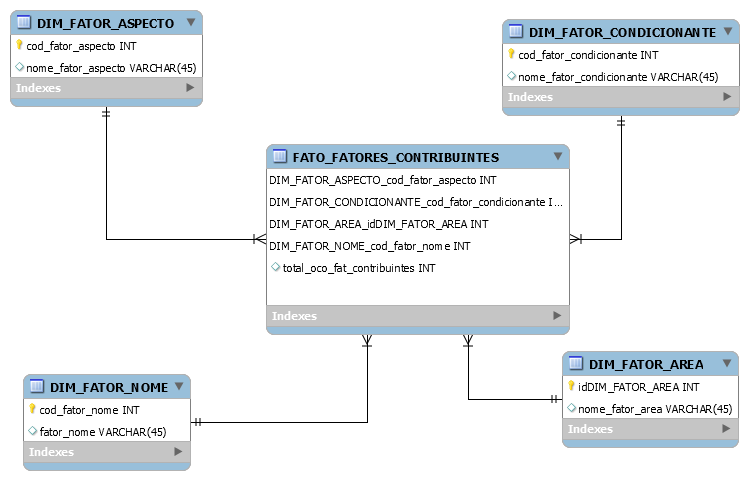 DIM_FATOR_ASPECTO
cod_fator_aspecto INT
nome_fator_aspecto VARCHAR(45)
Indexes
DIM_FATOR_CONDICIONANTE
cod_fator_condicionante INT
nome_fator_condicionante VARCHAR(45)
Indexes
FATO_FATORES_CONTRIBUINTES
DIM_FATOR_ASPECTO_cod_fator_aspecto INT
DIM_FATOR_CONDICIONANTE_cod_fator_condicionante I...
DIM_FATOR_AREA_idDIM_FATOR_AREA INT
DIM_FATOR_NOME_cod_fator_nome INT
total_oco_fat_contribuintes INT
Indexes
DIM_FATOR_NOME
cod_fator_nome INT
fator_nome VARCHAR(45)
Indexes
DIM_FATOR_AREA
idDIM_FATOR_AREA INT
nome_fator_area VARCHAR(45)
Indexes